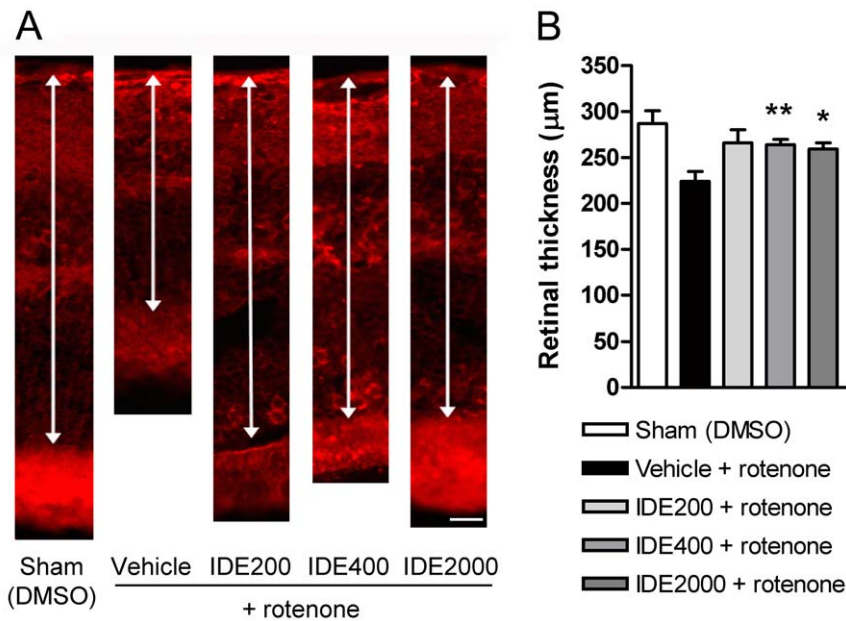 A
Sham
(DMSO)
Vehicle
IDE200
IDE400
IDE2000
+ rotenone
B
Retinal thickness (μm)
350
300
250
200
150
100
50
0
**
*
Sham (DMSO)
Vehicle + rotenone
IDE200 + rotenone
IDE400 + rotenone
IDE2000 + rotenone